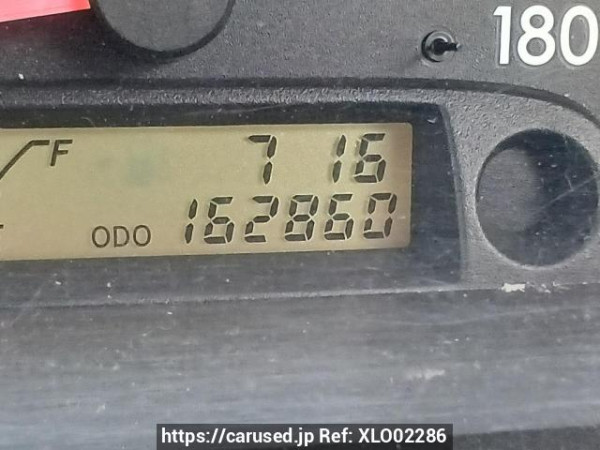 180
F 7 16
ODO 162860
https://carused.jp Ref: XLO02286